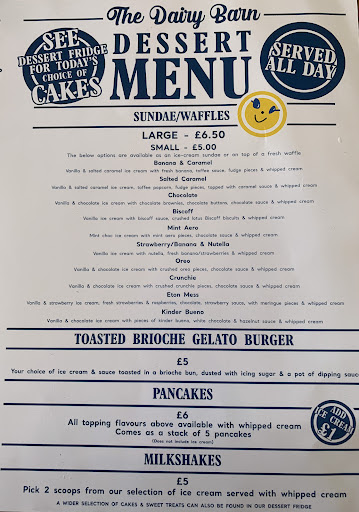 The Dairy Barn
DESSERT
MENU
SEE
DESSERT FRIDGE
FOR TODAY'S
CHOICE OF
CAKES
SERVED
ALL DAY
SUNDAE/WAFFLES
LARGE - £6.50
SMALL - £5.00
The below options are available as an ice-cream sundae or on top of a fresh waffle
Banana & Caramel
Vanilla & salted caramel ice cream with fresh banana, toffee sauce, fudge pieces & whipped cream
Salted Caramel
Vanilla & salted caramel ice cream, toffee popcorn, fudge pieces, topped with caramel sauce & whipped cream
Chocolate
Vanilla & chocolate ice cream with chocolate brownies, chocolate buttons, chocolate sauce & whipped cream
Biscoff
Vanilla ice cream with biscoff sauce, crushed lotus Biscoff biscuits & whipped cream
Mint Aero
Mint choc ice cream with mint aero pieces, chocolate sauce & whipped cream
Strawberry/Banana & Nutella
Vanilla ice cream with nutella, fresh banana/strawberries & whipped cream
Oreo
Vanilla & chocolate ice cream with crushed oreo pieces, chocolate sauce & whipped cream
Crunchie
Vanilla & chocolate ice cream with crushed crunchie pieces, chocolate sauce & whipped cream
Eton Mess
Vanilla & strawberry ice cream, fresh strawberries & raspberries, chocolate, strawberry sauce, with meringue pieces & whipped cream
Kinder Bueno
Vanilla & chocolate ice cream with pieces of kinder bueno, white chocolate & hazelnut sauce & whipped cream
TOASTED BRIOCHE GELATO BURGER
£5
Your choice of ice cream & sauce toasted in a brioche bun, dusted with icing sugar & a pot of dipping sauce
PANCAKES
£6
All topping flavours above available with whipped cream
Comes as a stack of 5 pancakes
(Does not include ice cream)
ADD
ICE CREAM
£1
MILKSHAKES
£5
Pick 2 scoops from our selection of ice cream served with whipped cream
A WIDER SELECTION OF CAKES & SWEET TREATS CAN ALSO BE FOUND IN OUR DESSERT FRIDGE